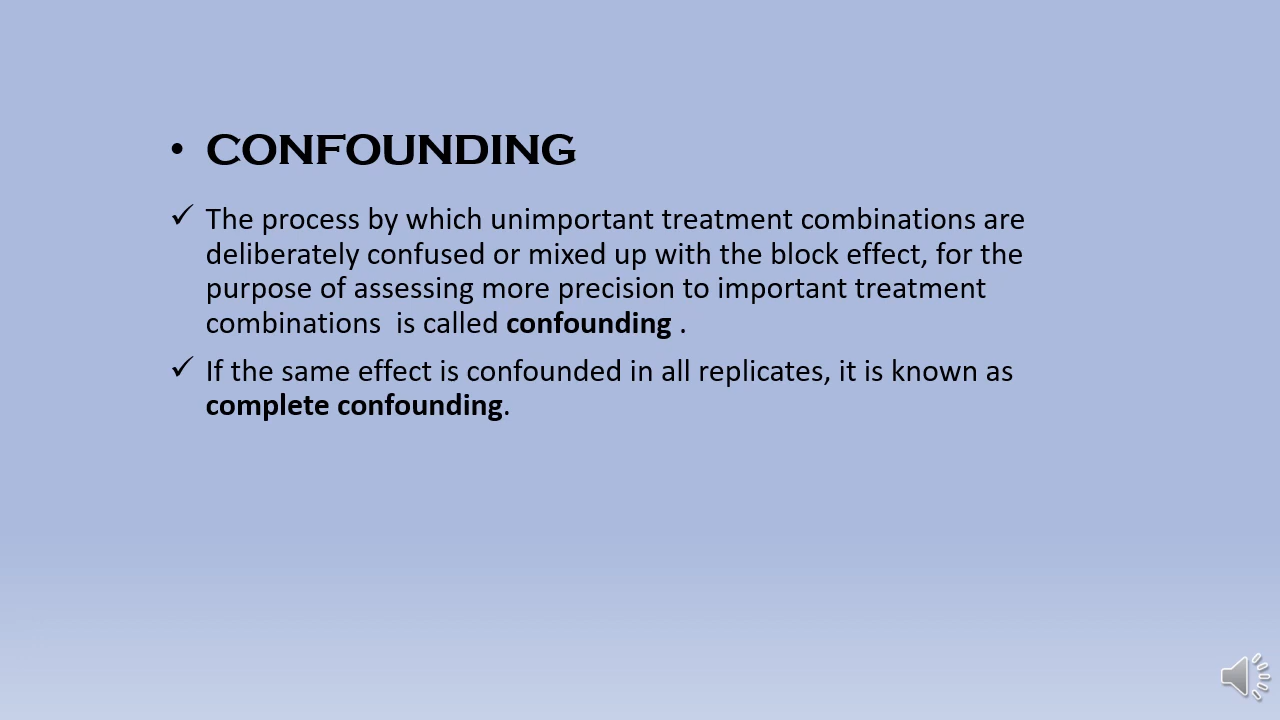 • CONFOUNDING
✓ The process by which unimportant treatment combinations are
deliberately confused or mixed up with the block effect, for the
purpose of assessing more precision to important treatment
combinations  is called confounding .
✓ If the same effect is confounded in all replicates, it is known as
complete confounding.